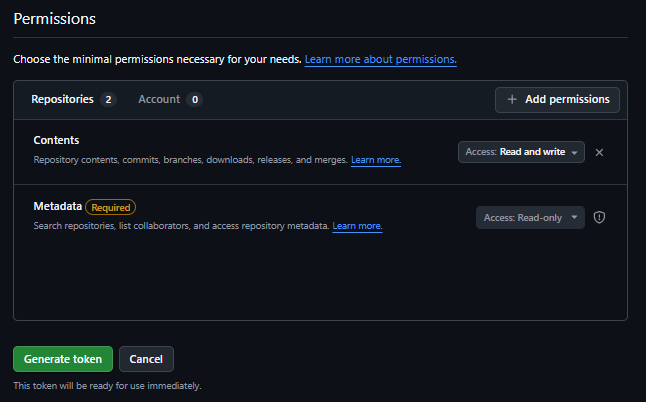 Permissions
Choose the minimal permissions necessary for your needs. Learn more about permissions.
Repositories 2 Account 0 + Add permissions
Contents
Repository contents, commits, branches, downloads, releases, and merges. Learn more.
Access: Read and write
Metadata Required
Search repositories, list collaborators, and access repository metadata. Learn more.
Access: Read-only
Generate token Cancel
This token will be ready for use immediately.